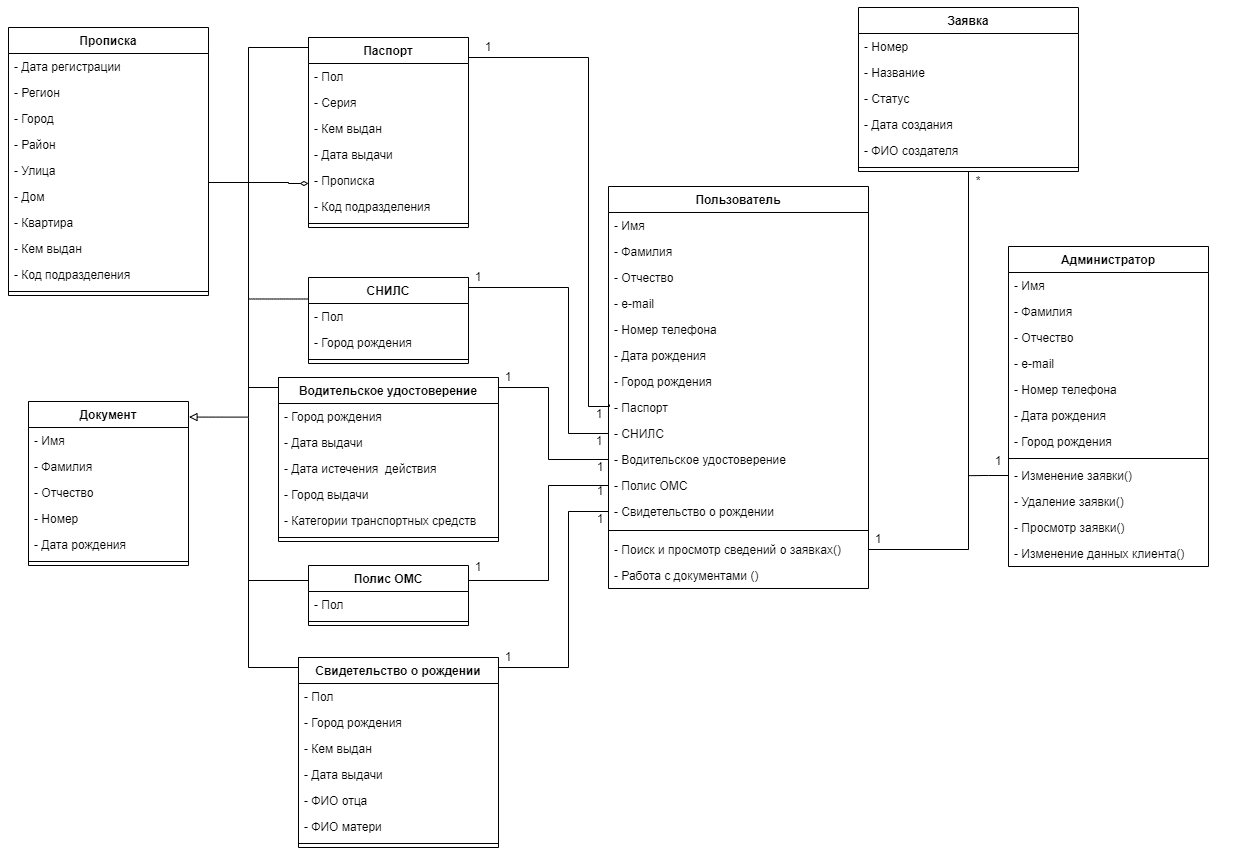 Прописка
- Дата регистрации
- Регион
- Город
- Район
- Улица
- Дом
- Квартира
- Кем выдан
- Код подразделения
Паспорт
- Пол
- Серия
- Кем выдан
- Дата выдачи
- Прописка
- Код подразделения
1
СНИЛС
- Пол
- Город рождения
1
Документ
- Имя
- Фамилия
- Отчество
- Номер
- Дата рождения
Водительское удостоверение
- Город рождения
- Дата выдачи
- Дата истечения действия
- Город выдачи
- Категории транспортных средств
1
Полис ОМС
- Пол
1
Свидетельство о рождении
- Пол
- Город рождения
- Кем выдан
- Дата выдачи
- ФИО отца
- ФИО матери
1
Пользователь
- Имя
- Фамилия
- Отчество
- e-mail
- Номер телефона
- Дата рождения
- Город рождения
- Паспорт
- СНИЛС
- Водительское удостоверение
- Полис ОМС
- Свидетельство о рождении
- Поиск и просмотр сведений о заявках()
- Работа с документами ()
1
1
1
1
1
1
Заявка
- Номер
- Название
- Статус
- Дата создания
- ФИО создателя
*
Администратор
- Имя
- Фамилия
- Отчество
- e-mail
- Номер телефона
- Дата рождения
- Город рождения
- Изменение заявки()
- Удаление заявки()
- Просмотр заявки()
- Изменение данных клиента()
1